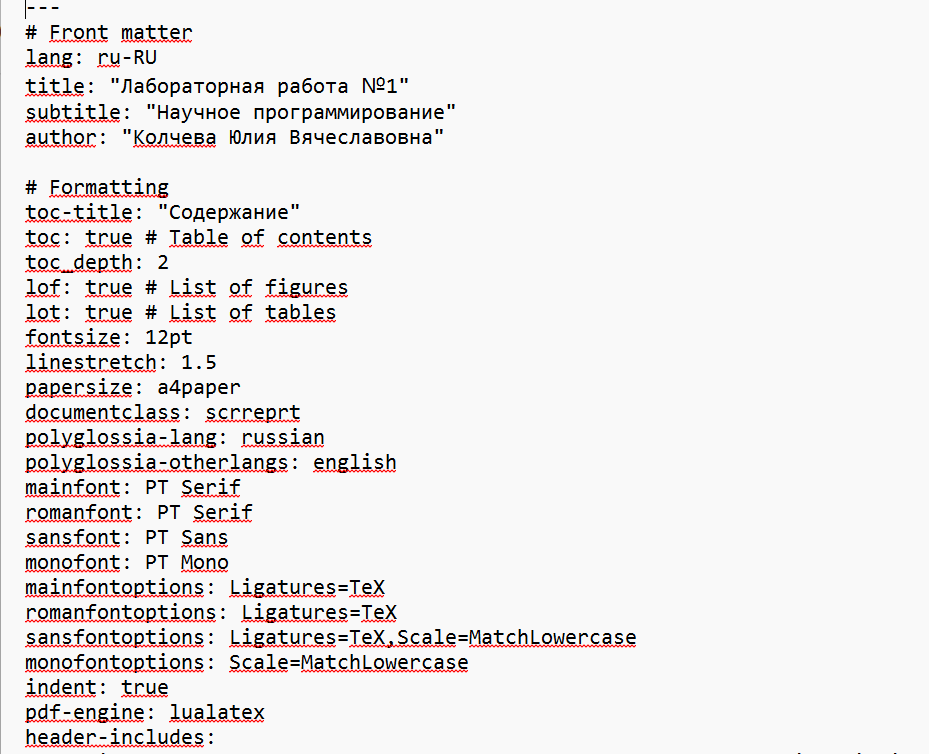 ---
# Front matter
lang: ru-RU
title: "Лабораторная работа №1"
subtitle: "Научное программирование"
author: "Колчева Юлия Вячеславовна"
# Formatting
toc-title: "Содержание"
toc: true # Table of contents
toc_depth: 2
lof: true # List of figures
lot: true # List of tables
fontsize: 12pt
linestretch: 1.5
papersize: a4paper
documentclass: scrreprt
polyglossia-lang: russian
polyglossia-otherlangs: english
mainfont: PT Serif
romanfont: PT Serif
sansfont: PT Sans
monofont: PT Mono
mainfontoptions: Ligatures=TeX
romanfontoptions: Ligatures=TeX
sansfontoptions: Ligatures=TeX,Scale=MatchLowercase
monofontoptions: Scale=MatchLowercase
indent: true
pdf-engine: lualatex
header-includes: